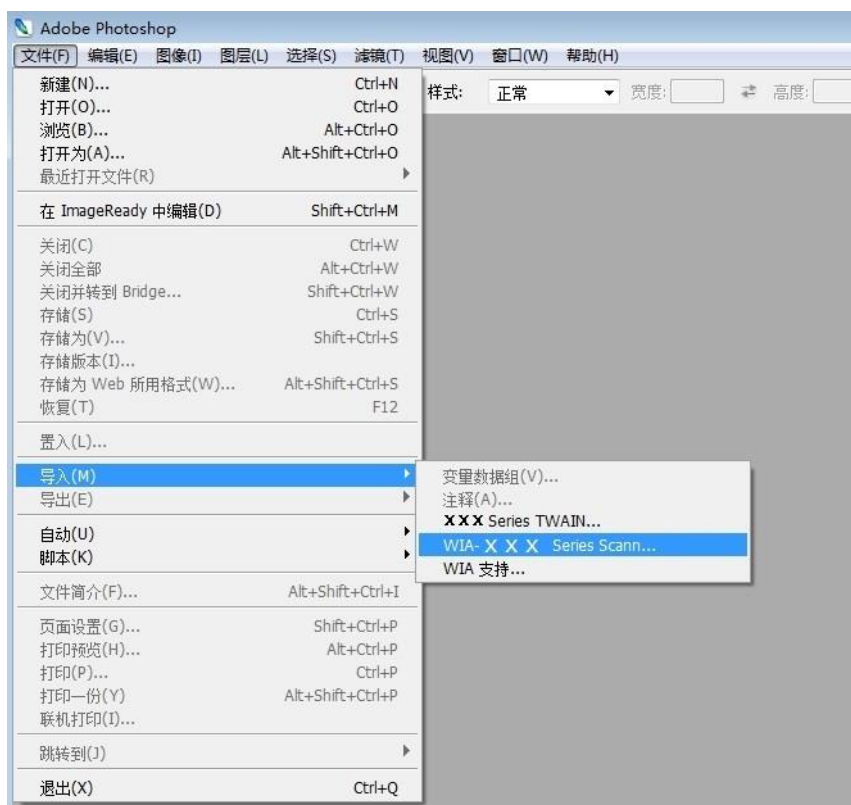 Adobe Photoshop
文件(F) 编辑(E) 图像(I) 图层(L) 选择(S) 滤镜(T) 视图(V) 窗口(W) 帮助(H)
样式: 正常 宽度: 高度:
新建(N)... Ctrl+N
打开(O)... Ctrl+O
浏览(B)... Alt+Ctrl+O
打开为(A)... Alt+Shift+Ctrl+O
最近打开文件(R)
在 ImageReady 中编辑(D) Shift+Ctrl+M
关闭(C) Ctrl+W
关闭全部 Alt+Ctrl+W
关闭并转到 Bridge... Shift+Ctrl+W
存储(S) Ctrl+S
存储为(V)... Shift+Ctrl+S
存储版本(I)...
存储为 Web 所用格式(W)... Alt+Shift+Ctrl+S
恢复(T) F12
置入(L)...
导入(M)
导出(E)
自动(U)
脚本(K)
文件简介(F)... Alt+Shift+Ctrl+I
页面设置(G)... Shift+Ctrl+P
打印预览(H)... Alt+Ctrl+P
打印(P)... Ctrl+P
打印一份(Y) Alt+Shift+Ctrl+P
联机打印(I)...
跳转到(J)
退出(X) Ctrl+Q
变量数据组(V)...
注释(A)...
XXX Series TWAIN...
WIA- X X X Series Scann...
WIA 支持...